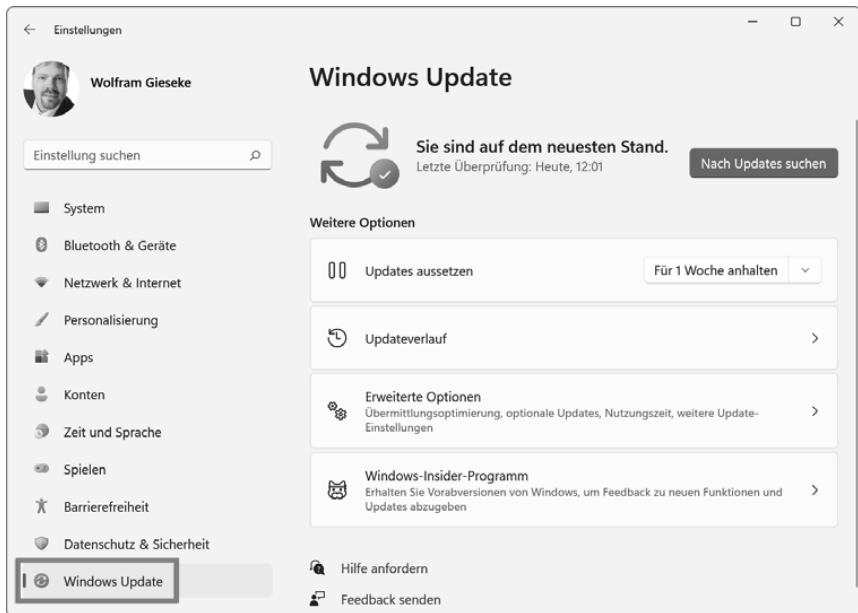 Einstellungen
Wolfram Gieseke
Einstellung suchen
System
Bluetooth & Geräte
Netzwerk & Internet
Personalisierung
Apps
Konten
Zeit und Sprache
Spielen
Barrierefreiheit
Datenschutz & Sicherheit
Windows Update
Windows Update
Sie sind auf dem neuesten Stand.
Letzte Überprüfung: Heute, 12:01
Nach Updates suchen
Weitere Optionen
Updates aussetzen
Für 1 Woche anhalten
Updateverlauf
Erweiterte Optionen
Übermittlungsoptimierung, optionale Updates, Nutzungszeit, weitere Update-
Einstellungen
Windows-Insider-Programm
Erhalten Sie Vorabversionen von Windows, um Feedback zu neuen Funktionen und
Updates abzugeben
Hilfe anfordern
Feedback senden